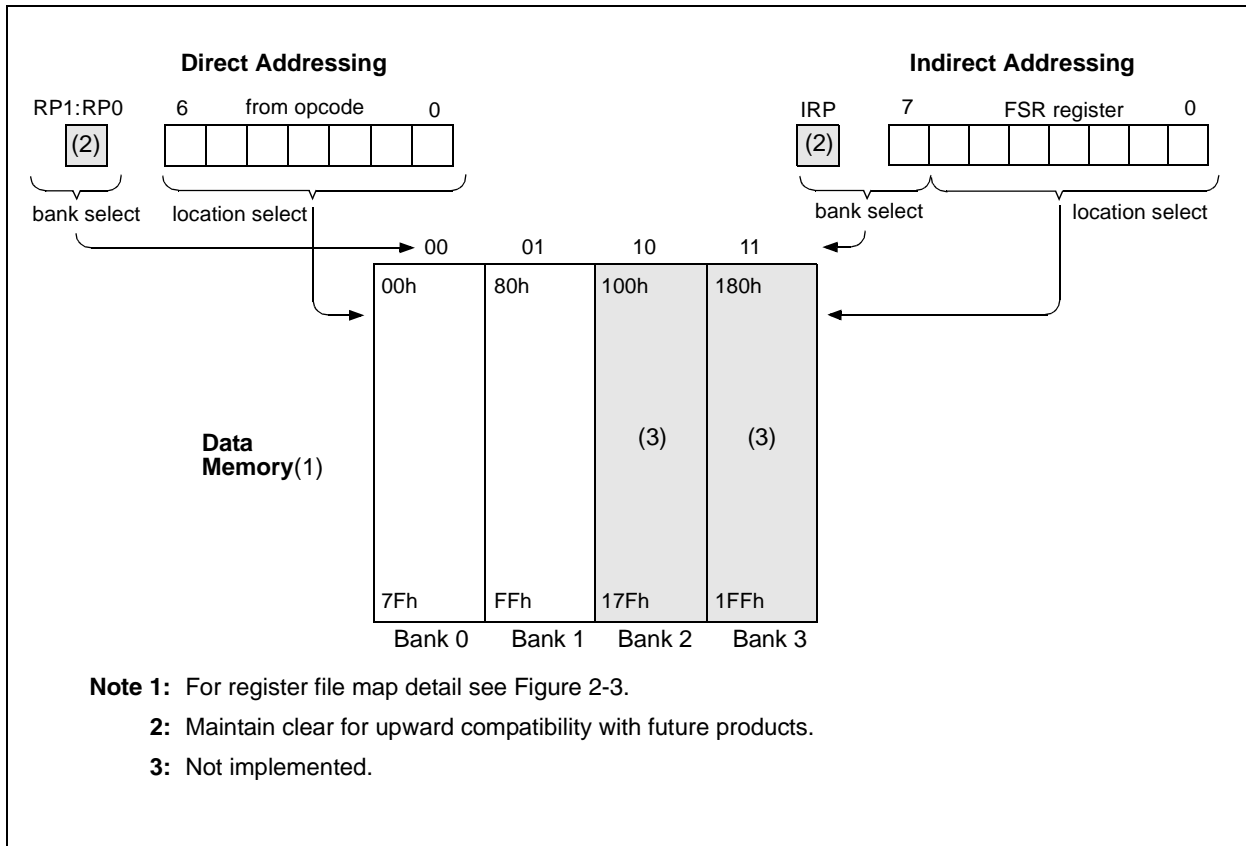 Direct Addressing
Indirect Addressing
RP1:RP0 6 from opcode 0
IRP 7 FSR register 0
(2)
(2)
bank select location select
bank select location select
00 01 10 11
00h 80h 100h 180h
Data
Memory(1)
(3) (3)
7Fh FFh 17Fh 1FFh
Bank 0 Bank 1 Bank 2 Bank 3
Note 1: For register file map detail see Figure 2-3.
2: Maintain clear for upward compatibility with future products.
3: Not implemented.